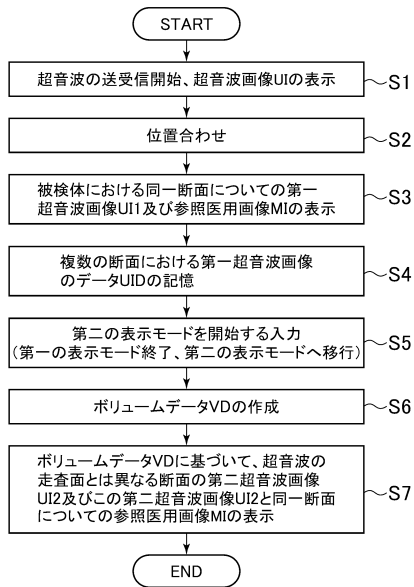 START
超音波の送受信開始、超音波画像UIの表示
S1
位置合わせ
S2
被検体における同一断面についての第一
超音波画像UI1及び参照医用画像MIの表示
S3
複数の断面における第一超音波画像
のデータUIDの記憶
S4
第二の表示モードを開始する入力
(第一の表示モード終了、第二の表示モードへ移行)
S5
ボリュームデータVDの作成
S6
ボリュームデータVDに基づいて、超音波の
走査面とは異なる断面の第二超音波画像
UI2及びこの第二超音波画像UI2と同一断面
についての参照医用画像MIの表示
S7
END